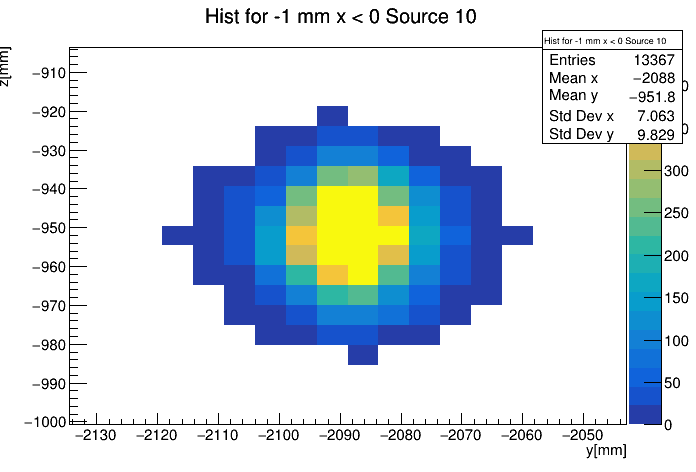 Hist for -1 mm x < 0 Source 10
Hist for -1 mm x < 0 Source 10
Entries 13367
Mean x −2088
Mean y −951.8
Std Dev x 7.063
Std Dev y 9.829
z[mm]
−910
−920
−930
−940
−950
−960
−970
−980
−990
−1000
−2130 −2120 −2110 −2100 −2090 −2080 −2070 −2060 −2050
y[mm]
300
250
200
150
100
50
0